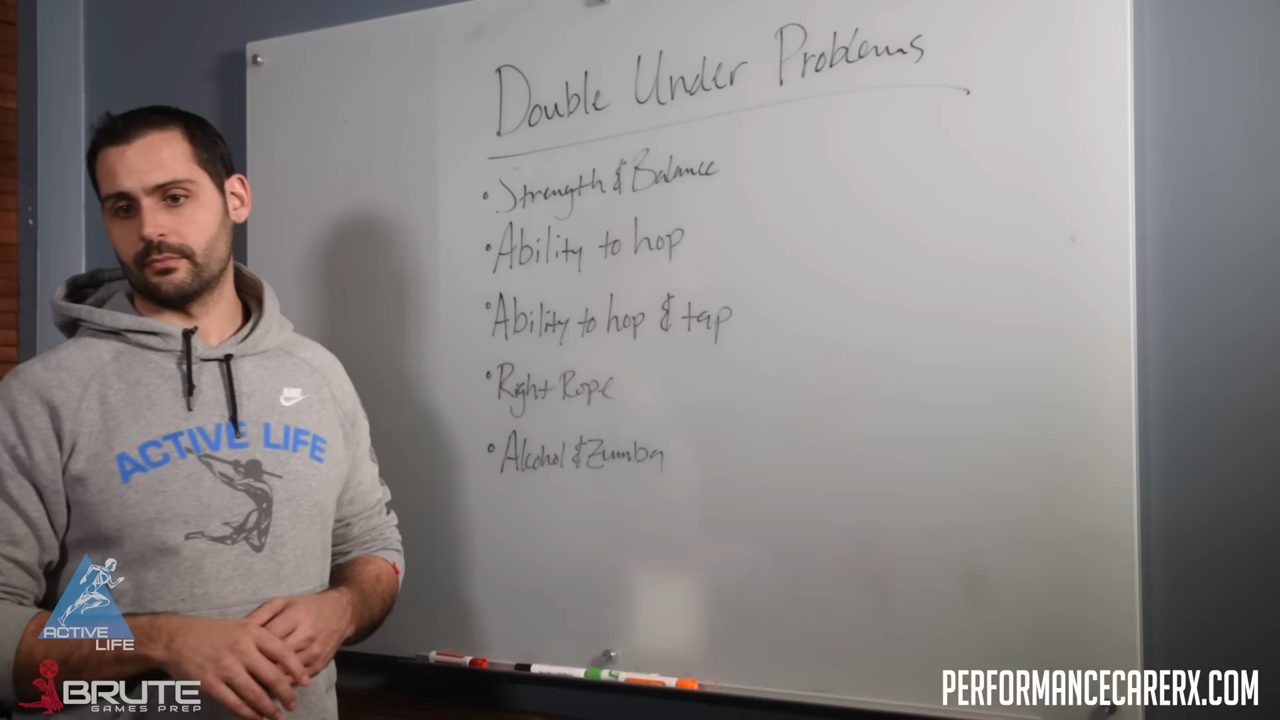 Double Under Problems
• Strength & Balance
• Ability to hop
• Ability to hop & tap
• Right Rope
• Alcohol & Zumba
ACTIVE LIFE
ACTIVE
LIFE
BRUTE
GAMES PREP
PERFORMANCECARERX.COM